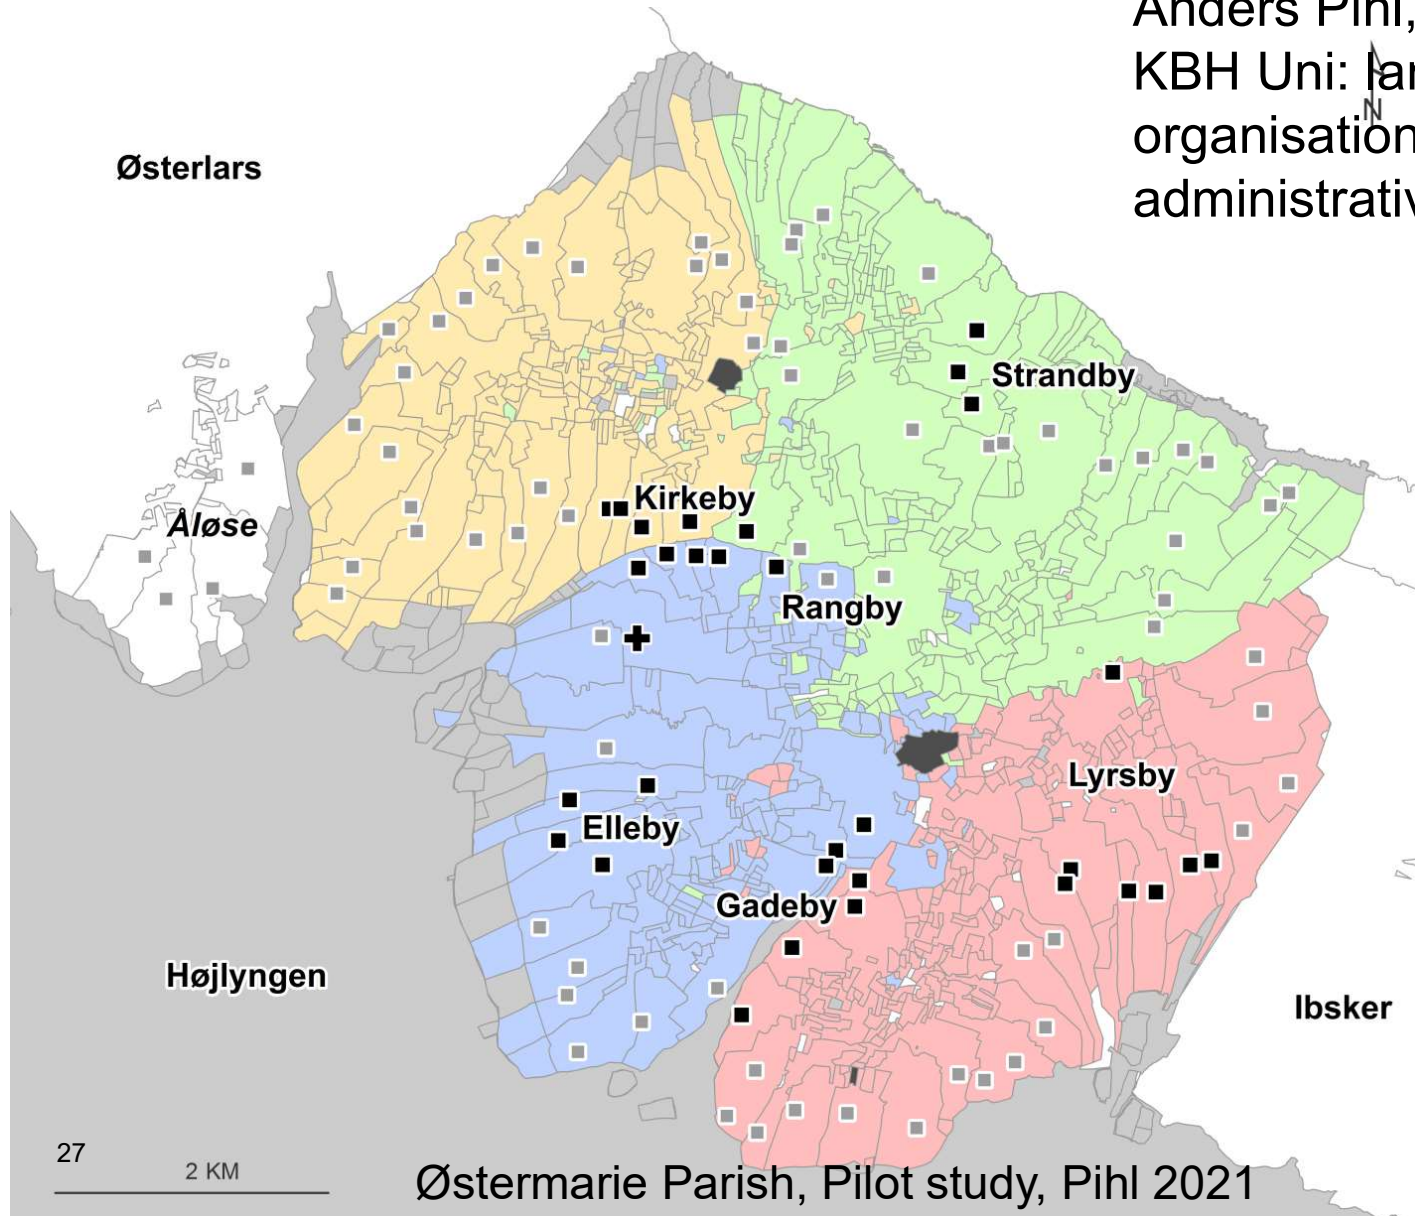 Anders Pihl,
KBH Uni:
organisation
N
Østerlars
Strandby
Kirkeby
Åløse
Rangby
Lyrsby
Elleby
Gadeby
Højlyngen
Ibsker
27
2 KM
Østermarie Parish, Pilot study, Pihl 2021